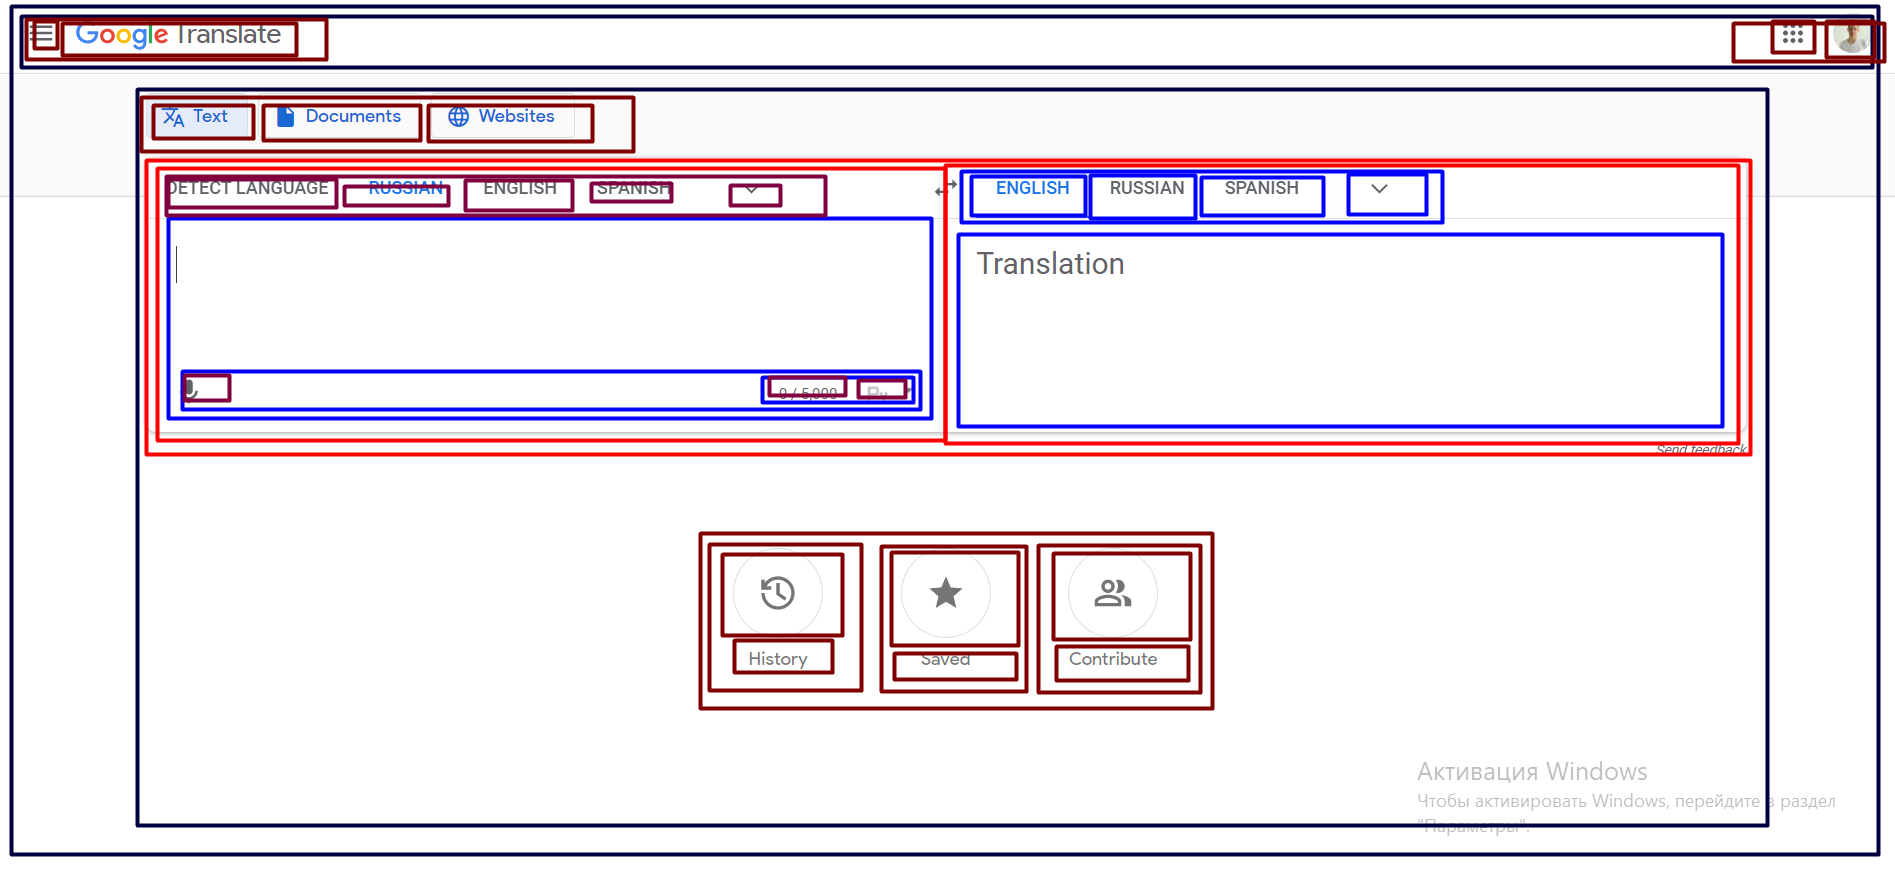 Google Translate
Text Documents Websites
DETECT LANGUAGE RUSSIAN ENGLISH SPANISH
ENGLISH RUSSIAN SPANISH
Translation
0 / 5,000
Send feedback
History Saved Contribute
Активация Windows
Чтобы активировать Windows, перейдите в раздел
"Параметры".